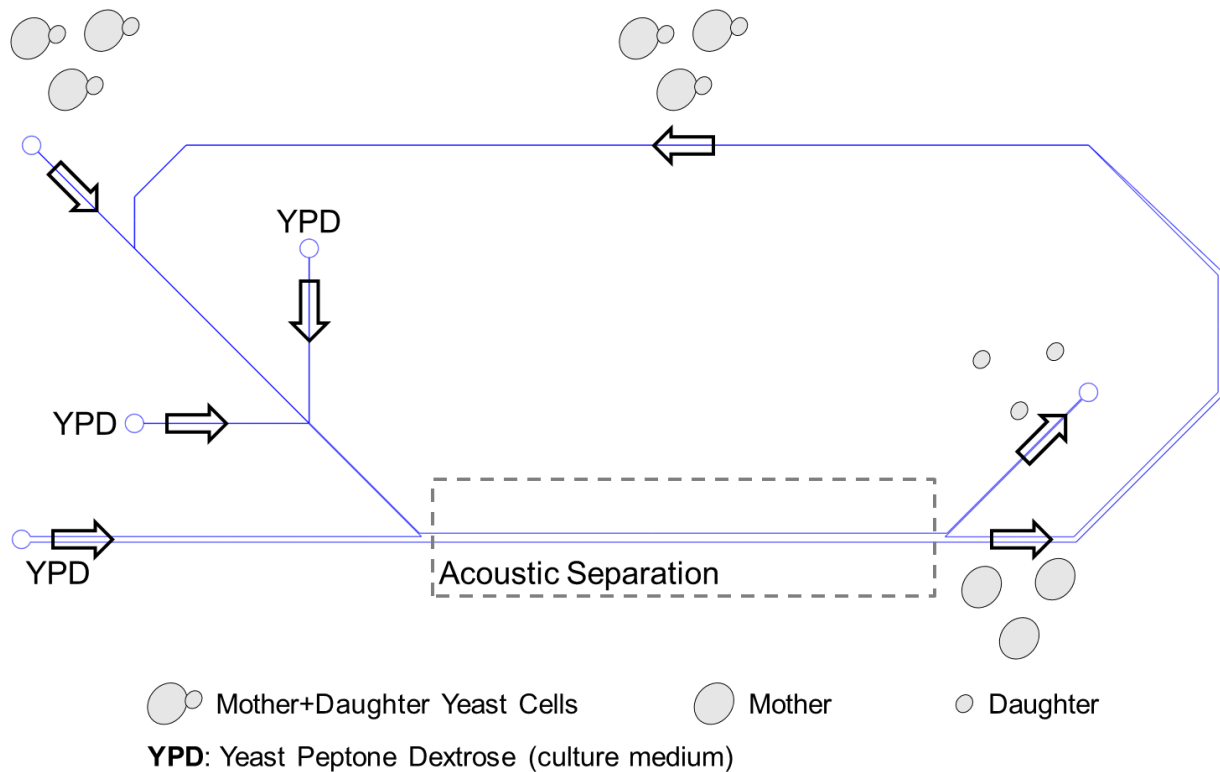 YPD
YPD
YPD
Acoustic Separation
Mother+Daughter Yeast Cells
Mother
Daughter
YPD: Yeast Peptone Dextrose (culture medium)